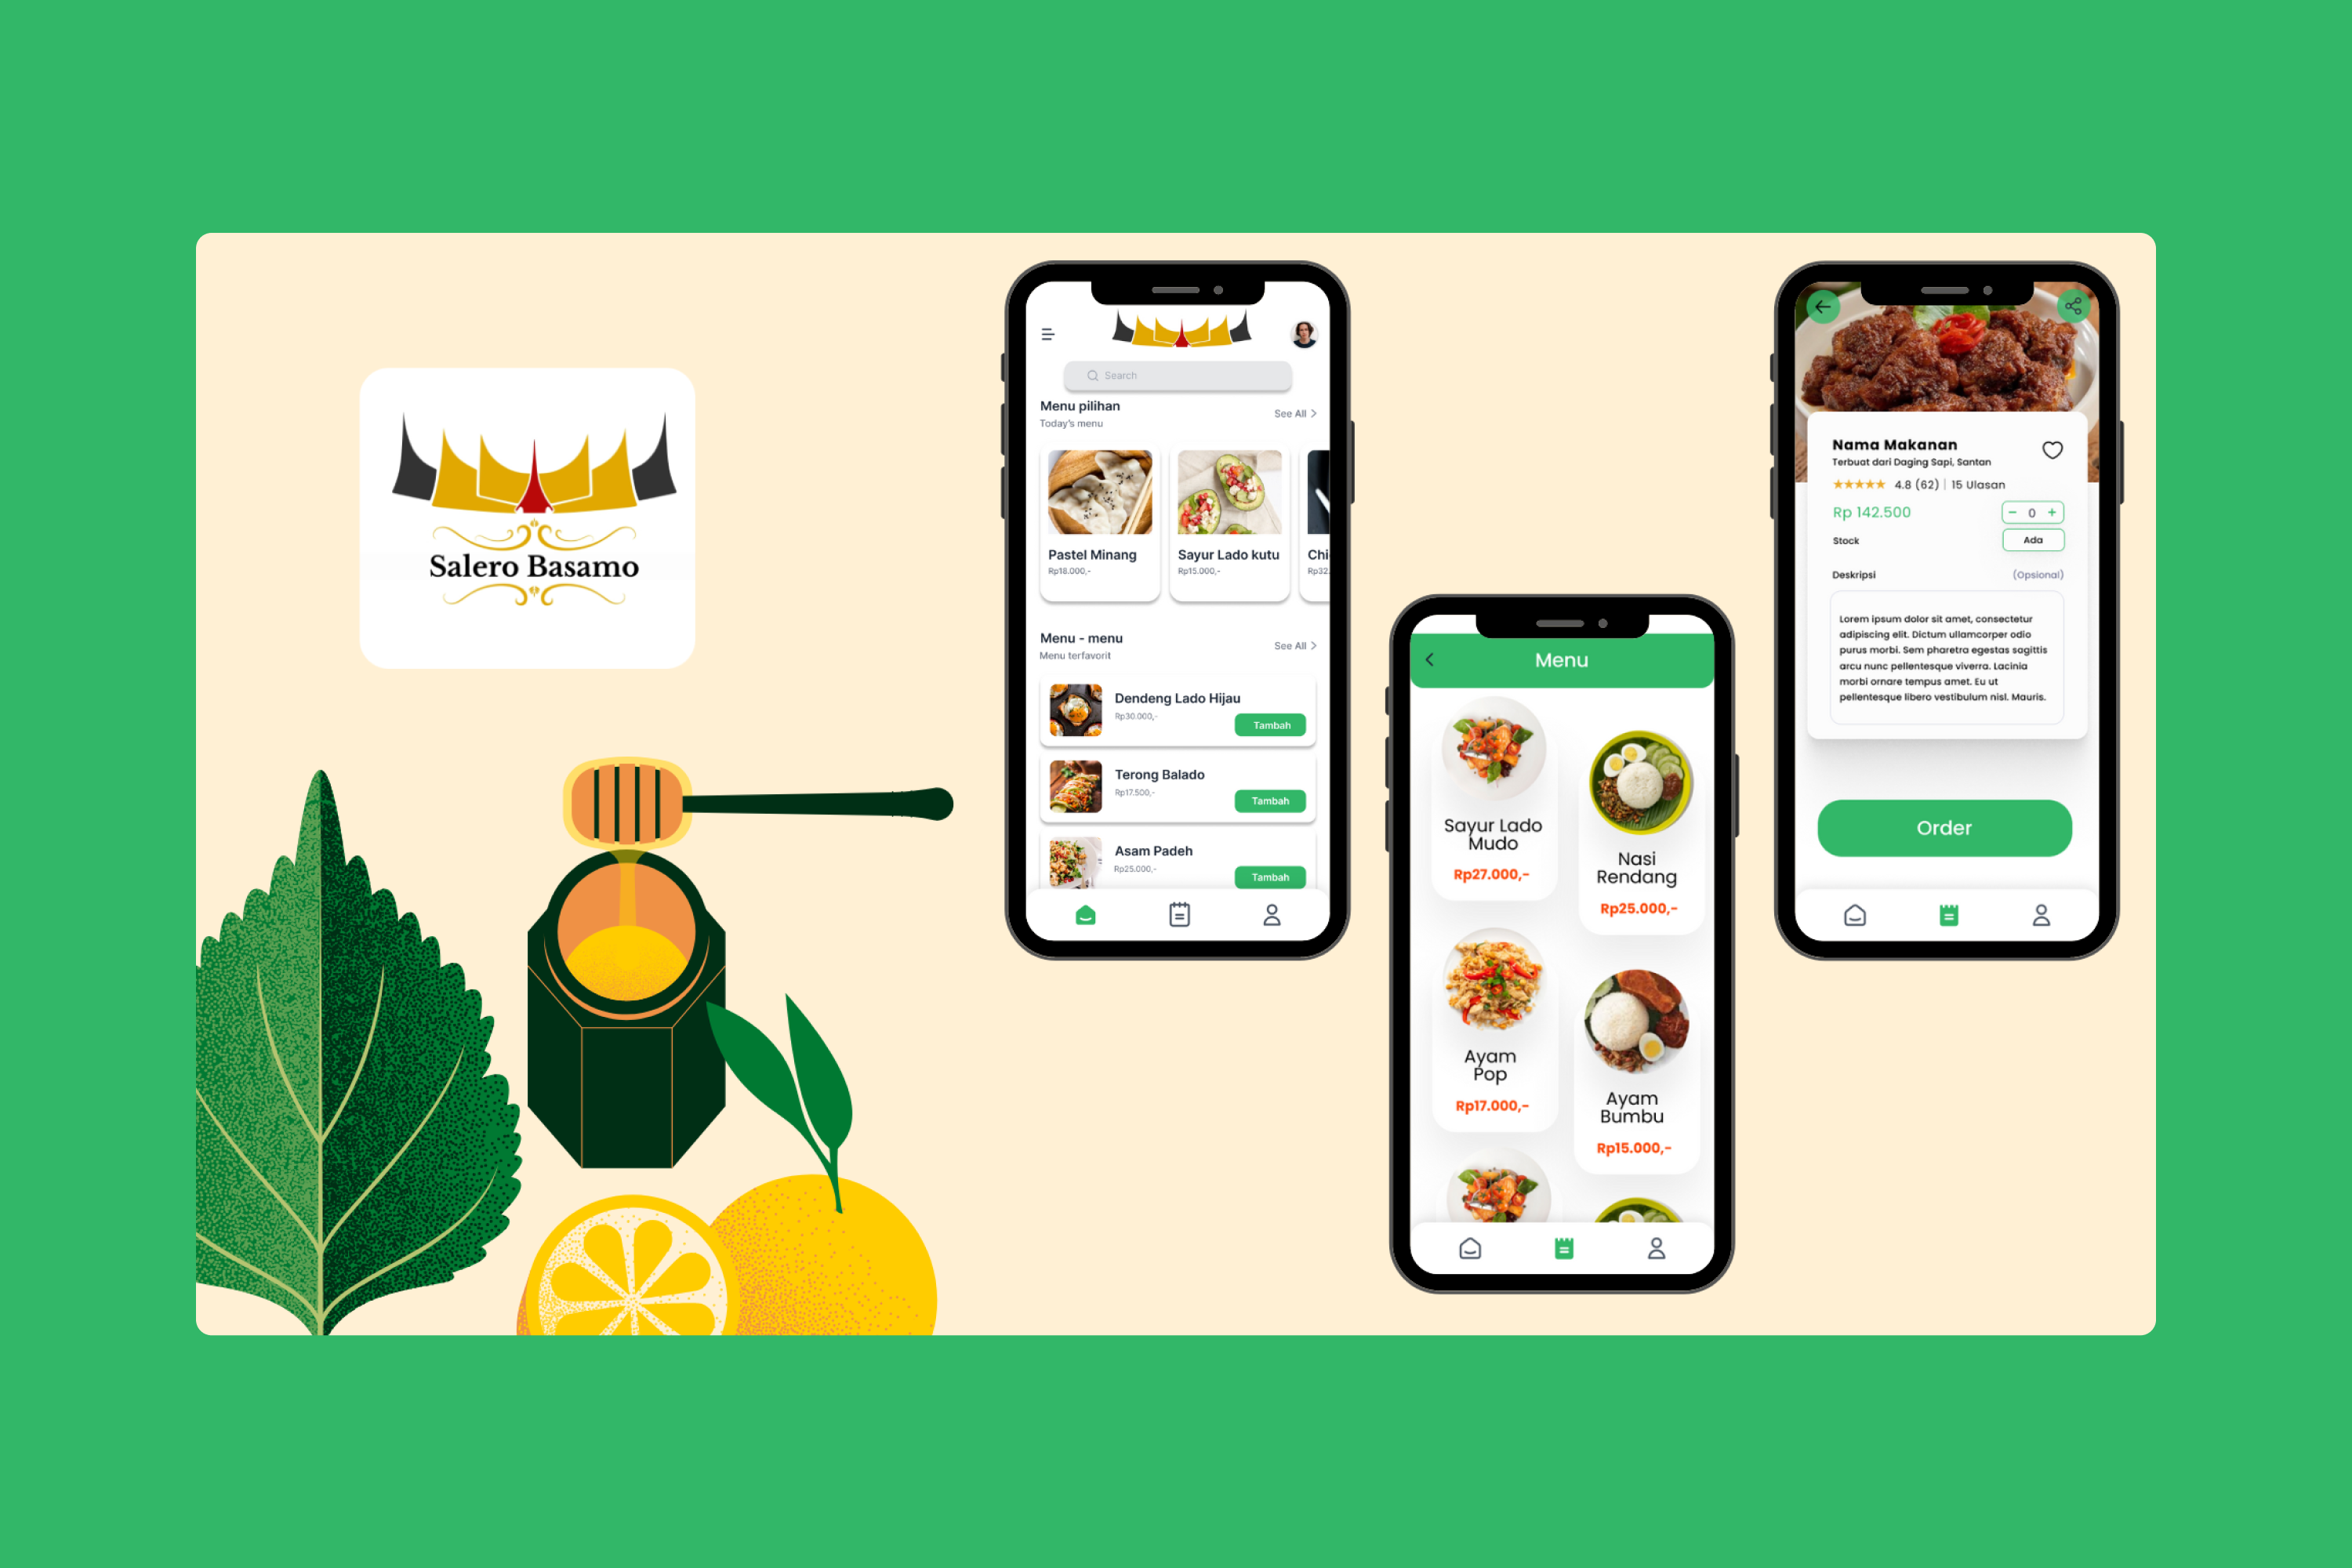 Salero Basamo
Search
Menu pilihan
See All
Today's menu
Pastel Minang
Rp18.000,-
Sayur Lado kutu
Rp15.000,-
Chi
Rp32.
Menu - menu
See All
Menu terfavorit
Dendeng Lado Hijau
Rp30.000,-
Tambah
Terong Balado
Rp17.500,-
Tambah
Asam Padeh
Rp25.000,-
Tambah
Menu
Sayur Lado
Mudo
Rp27.000,-
Nasi
Rendang
Rp25.000,-
Ayam
Pop
Rp17.000,-
Ayam
Bumbu
Rp15.000,-
Nama Makanan
Terbuat dari Daging Sapi, Santan
4.8 (62) | 15 Ulasan
Rp 142.500
− 0 +
Stock
Ada
Deskripsi
(Opsional)
Lorem ipsum dolor sit amet, consectetur
adipiscing elit. Dictum ullamcorper odio
purus morbi. Sem pharetra egestas sagittis
arcu nunc pellentesque viverra. Lacinia
morbi ornare tempus amet. Eu ut
pellentesque libero vestibulum nisl. Mauris.
Order